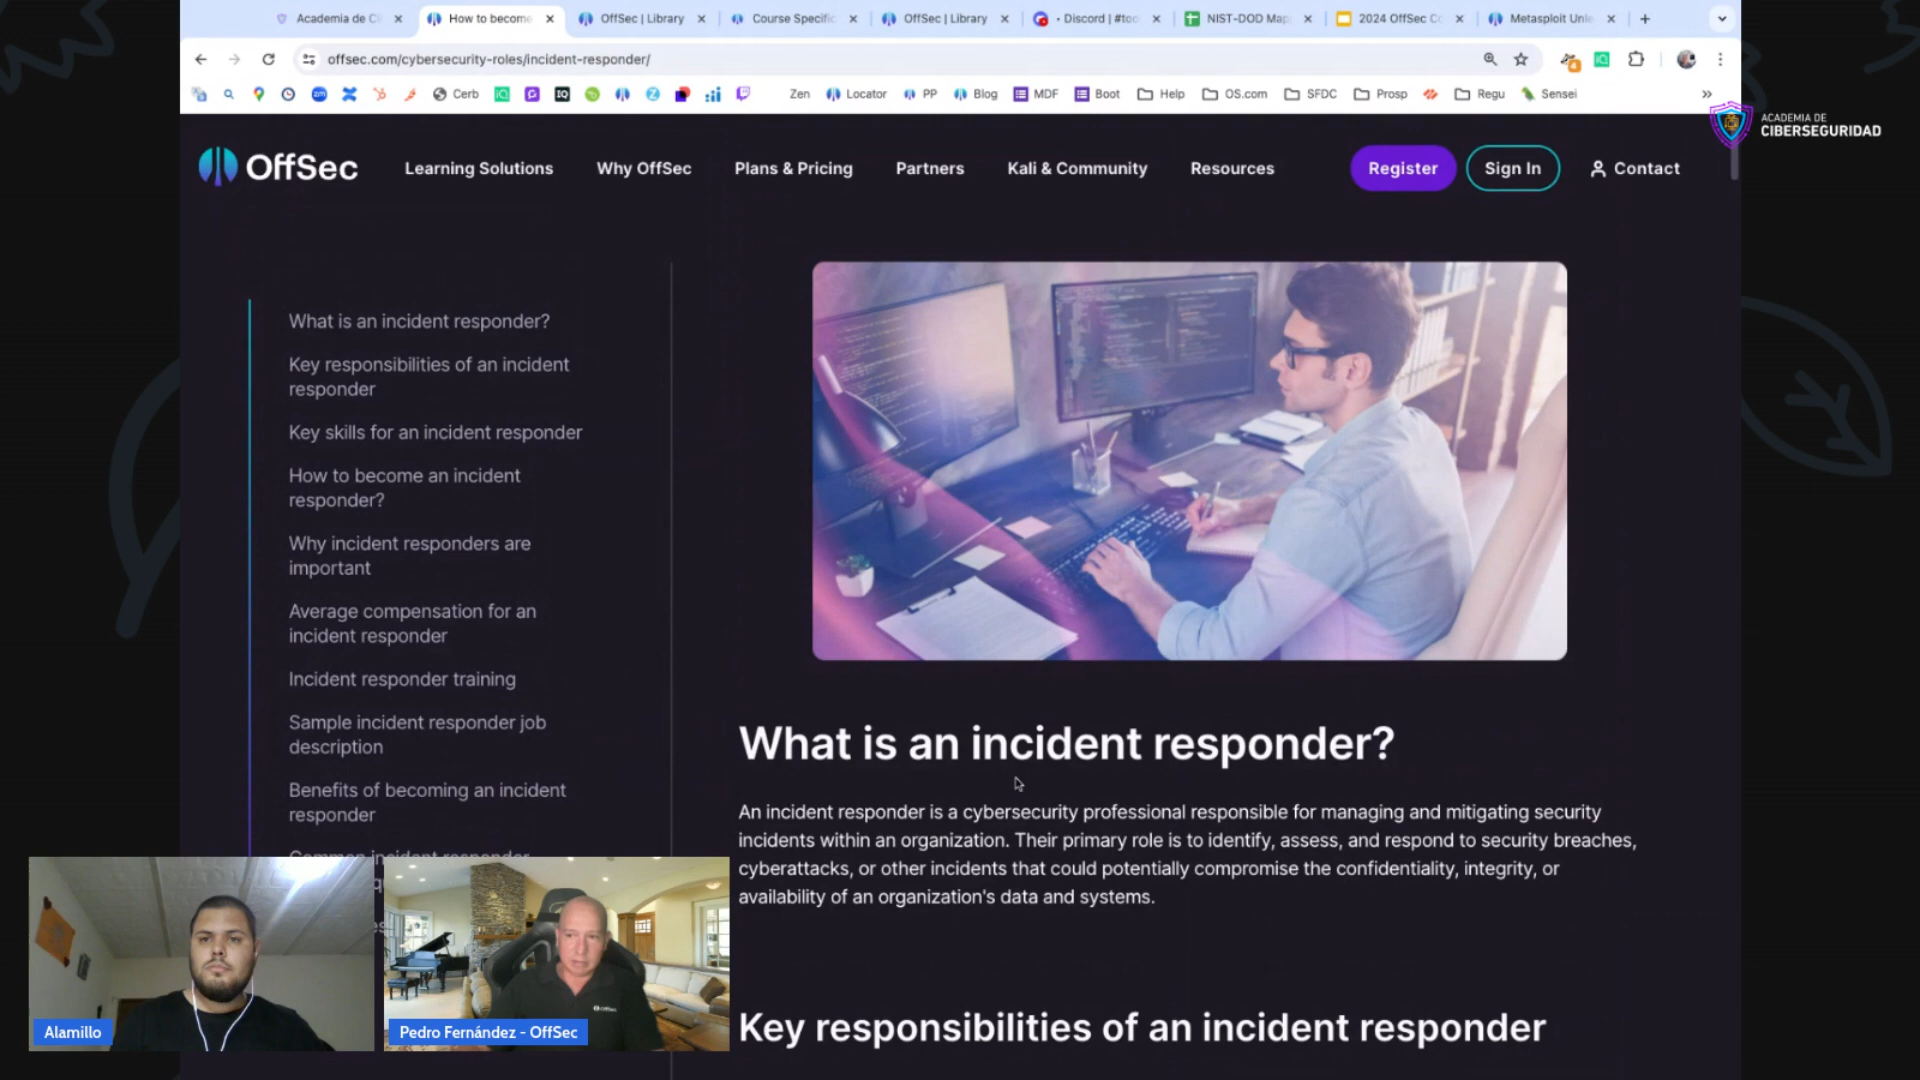 Academia de Ci
How to become
OffSec | Library
Course Specific
OffSec | Library
• Discord | #too
NIST-DOD Map
2024 OffSec Co
Metasploit Unle
offsec.com/cybersecurity-roles/incident-responder/
Cerb
Zen
Locator
PP
Blog
MDF
Boot
Help
OS.com
SFDC
Prosp
Regu
Sensei
ACADEMIA DE
CIBERSEGURIDAD
OffSec
Learning Solutions
Why OffSec
Plans & Pricing
Partners
Kali & Community
Resources
Register
Sign In
Contact
What is an incident responder?
Key responsibilities of an incident
responder
Key skills for an incident responder
How to become an incident
responder?
Why incident responders are
important
Average compensation for an
incident responder
Incident responder training
Sample incident responder job
description
Benefits of becoming an incident
responder
Common incident responder
What is an incident responder?
An incident responder is a cybersecurity professional responsible for managing and mitigating security
incidents within an organization. Their primary role is to identify, assess, and respond to security breaches,
cyberattacks, or other incidents that could potentially compromise the confidentiality, integrity, or
availability of an organization's data and systems.
Key responsibilities of an incident responder
Alamillo
Pedro Fernández - OffSec